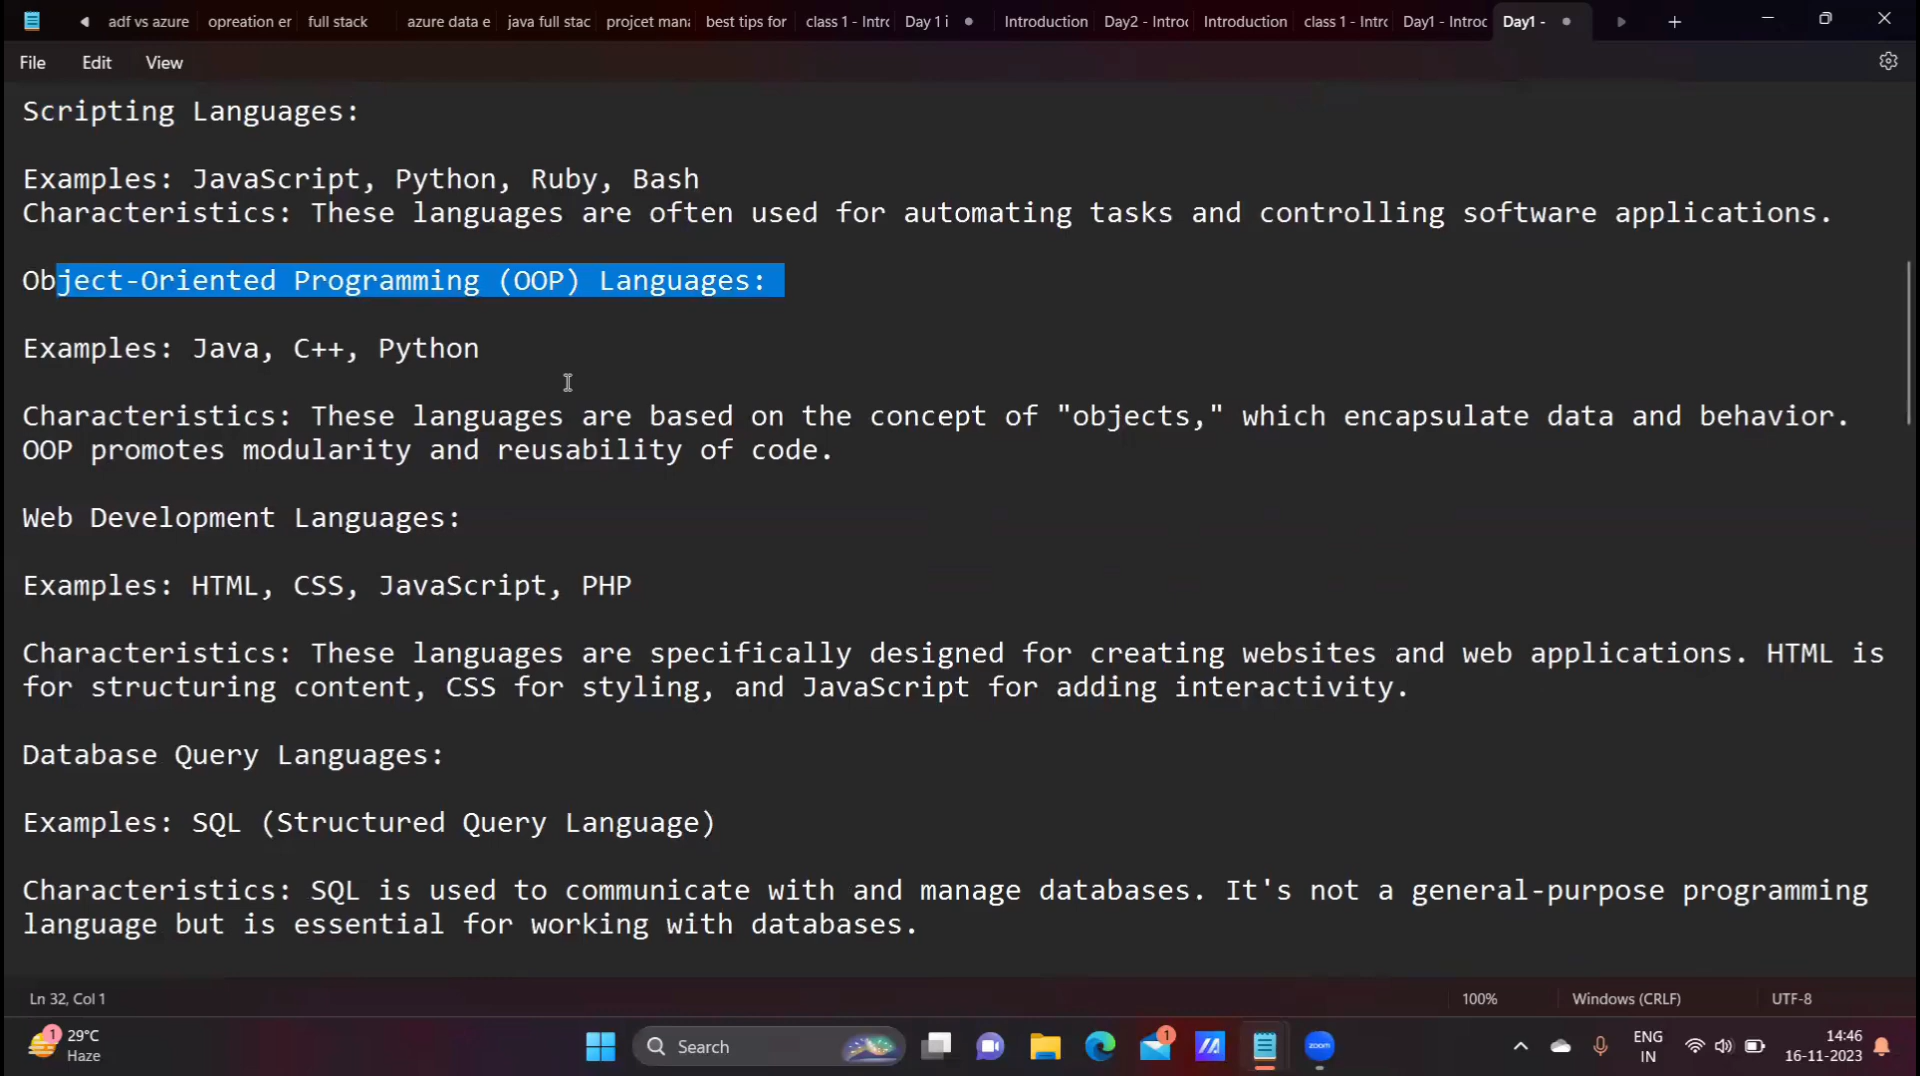 adf vs azure
opreation er
full stack
azure data e
java full stac
projcet mana
best tips for
class 1 - Intro
Day 1 i
Introduction
Day2 - Introd
Introduction
class 1 - Intro
Day1 - Introd
Day1 -
File Edit View
Scripting Languages:
Examples: JavaScript, Python, Ruby, Bash
Characteristics: These languages are often used for automating tasks and controlling software applications.
Object-Oriented Programming (OOP) Languages:
Examples: Java, C++, Python
Characteristics: These languages are based on the concept of "objects," which encapsulate data and behavior.
OOP promotes modularity and reusability of code.
Web Development Languages:
Examples: HTML, CSS, JavaScript, PHP
Characteristics: These languages are specifically designed for creating websites and web applications. HTML is
for structuring content, CSS for styling, and JavaScript for adding interactivity.
Database Query Languages:
Examples: SQL (Structured Query Language)
Characteristics: SQL is used to communicate with and manage databases. It's not a general-purpose programming
language but is essential for working with databases.
Ln 32, Col 1
100%
Windows (CRLF)
UTF-8
1
29°C
Haze
Search
1
zoom
ENG
IN
14:46
16-11-2023